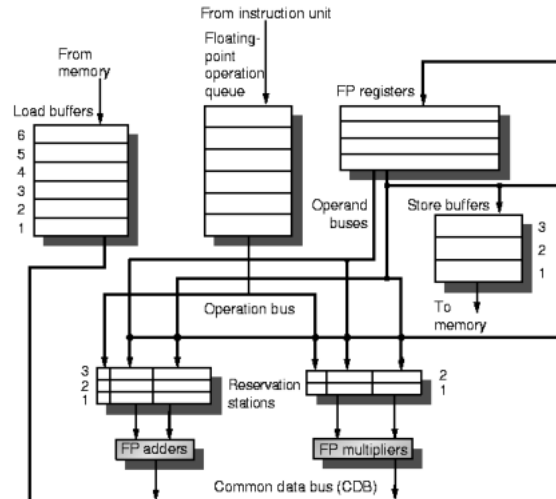 From instruction unit
From
memory
Floating-
point
operation
queue
FP registers
Load buffers
6
5
4
3
2
1
Operand
buses
Store buffers
3
2
1
Operation bus
To
memory
3
2
1
Reservation
stations
2
1
FP adders
FP multipliers
Common data bus (CDB)